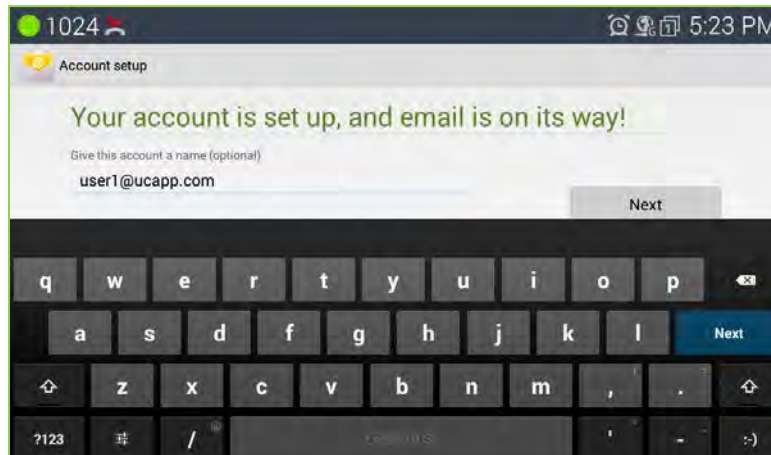 1024 1 5:23 PM
Account setup
Your account is set up, and email is on its way!
Give this account a name (optional)
user1@ucapp.com
Next
q w e r t y u i o p
a s d f g h j k l Next
z x c v b n m , .
?123 / ' - :-)